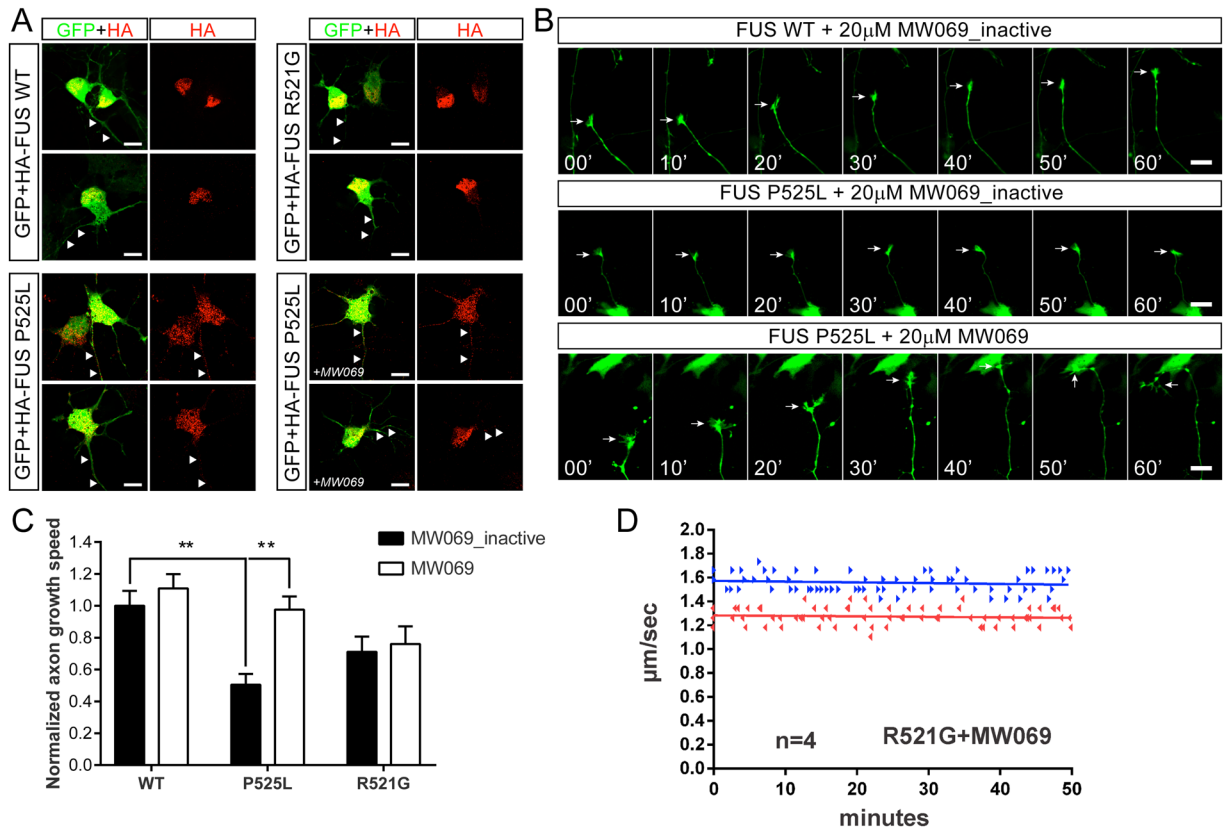 A
GFP+HA
HA
GFP+HA
HA
GFP+HA-FUS WT
GFP+HA-FUS R521G
GFP+HA-FUS P525L
GFP+HA-FUS P525L
+MW069
+MW069
B
FUS WT + 20μM MW069_inactive
00’ 10’ 20’ 30’ 40’ 50’ 60’
FUS P525L + 20μM MW069_inactive
00’ 10’ 20’ 30’ 40’ 50’ 60’
FUS P525L + 20μM MW069
00’ 10’ 20’ 30’ 40’ 50’ 60’
C
Normalized axon growth speed
1.4
1.2
1.0
0.8
0.6
0.4
0.2
0.0
** **
MW069_inactive
MW069
WT P525L R521G
D
μm/sec
2.0
1.8
1.6
1.4
1.2
1.0
0.8
0.6
0.4
0.2
0.0
n=4 R521G+MW069
0 10 20 30 40 50
minutes